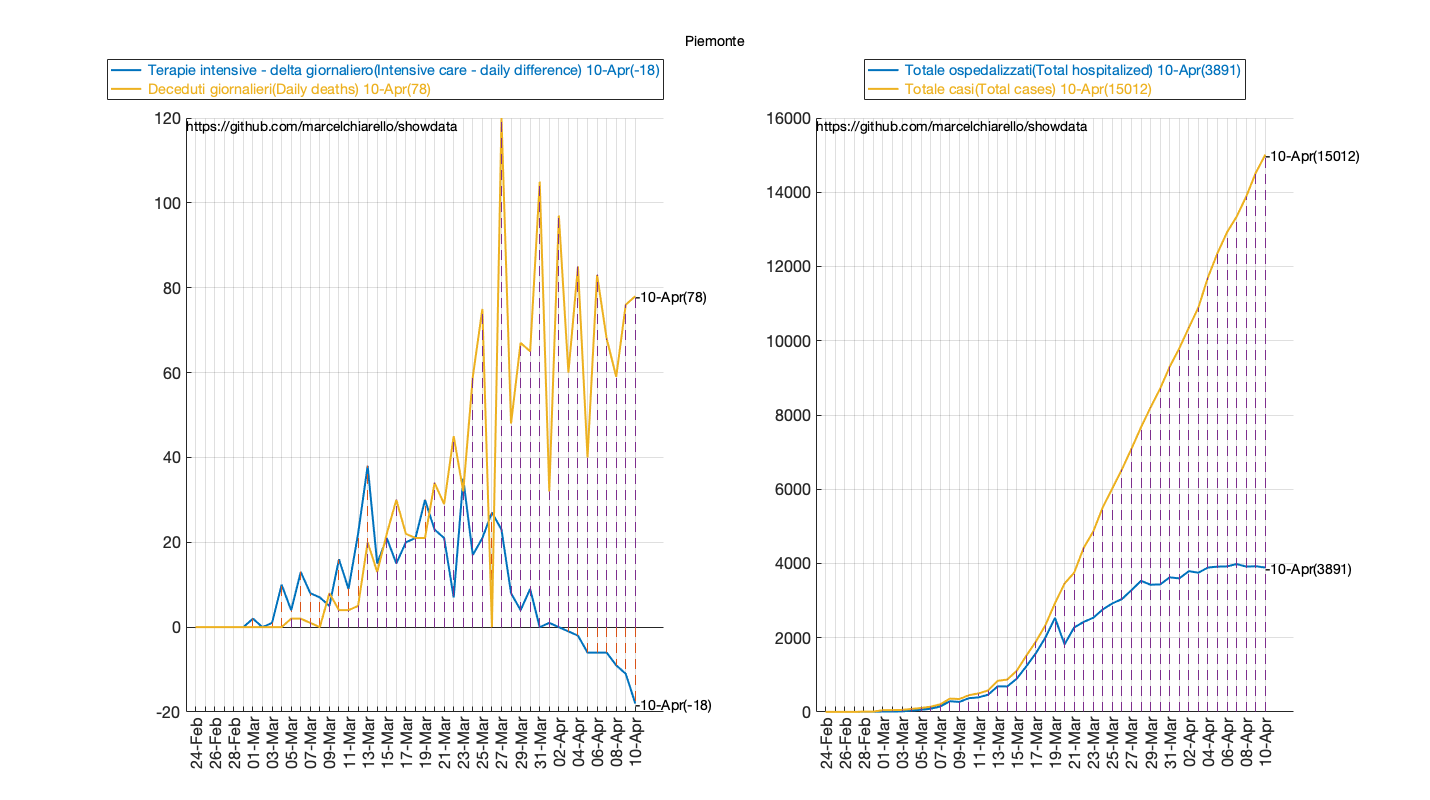 Piemonte
Terapie intensive - delta giornaliero(Intensive care - daily difference) 10-Apr(-18)
Deceduti giornalieri(Daily deaths) 10-Apr(78)
https://github.com/marcelchiarello/showdata
120
100
80
60
40
20
0
-20
-10-Apr(78)
-10-Apr(-18)
24-Feb
26-Feb
28-Feb
01-Mar
03-Mar
05-Mar
07-Mar
09-Mar
11-Mar
13-Mar
15-Mar
17-Mar
19-Mar
21-Mar
23-Mar
25-Mar
27-Mar
29-Mar
31-Mar
02-Apr
04-Apr
06-Apr
08-Apr
10-Apr
Totale ospedalizzati(Total hospitalized) 10-Apr(3891)
Totale casi(Total cases) 10-Apr(15012)
https://github.com/marcelchiarello/showdata
16000
14000
12000
10000
8000
6000
4000
2000
0
-10-Apr(15012)
-10-Apr(3891)
24-Feb
26-Feb
28-Feb
01-Mar
03-Mar
05-Mar
07-Mar
09-Mar
11-Mar
13-Mar
15-Mar
17-Mar
19-Mar
21-Mar
23-Mar
25-Mar
27-Mar
29-Mar
31-Mar
02-Apr
04-Apr
06-Apr
08-Apr
10-Apr